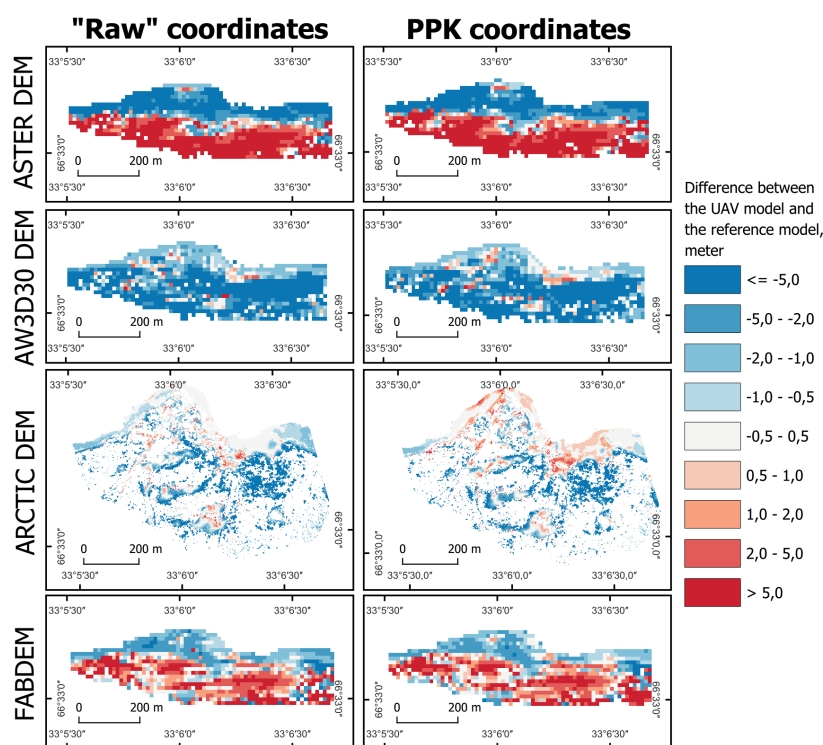 "Raw" coordinates
PPK coordinates
ASTER DEM
33°5'30"
33°6'0"
33°6'30"
66°33'0"
0
200 m
33°5'30"
33°6'0"
33°6'30"
33°5'30"
33°6'0"
33°6'30"
66°33'0"
66°33'0"
0
200 m
33°5'30"
33°6'0"
33°6'30"
AW3D30 DEM
33°5'30"
33°6'0"
33°6'30"
66°33'0"
66°33'0"
0
200 m
33°5'30"
33°6'0"
33°6'30"
33°5'30"
33°6'0"
33°6'30"
66°33'0"
66°33'0"
0
200 m
33°5'30"
33°6'0"
33°6'30"
ARCTIC DEM
33°5'30"
33°6'0"
33°6'30"
66°33'0"
66°33'0"
0
200 m
33°5'30"
33°6'0"
33°6'30"
33°5'30,0"
33°6'0,0"
33°6'30,0"
66°33'0,0"
66°33'0,0"
0
200 m
33°5'30,0"
33°6'0,0"
33°6'30,0"
FABDEM
33°5'30"
33°6'0"
33°6'30"
66°33'0"
66°33'0"
0
200 m
33°5'30"
33°6'0"
33°6'30"
33°5'30"
33°6'0"
33°6'30"
66°33'0"
66°33'0"
0
200 m
33°5'30"
33°6'0"
33°6'30"
Difference between
the UAV model and
the reference model,
meter
<= -5,0
-5,0 - -2,0
-2,0 - -1,0
-1,0 - -0,5
-0,5 - 0,5
0,5 - 1,0
1,0 - 2,0
2,0 - 5,0
> 5,0